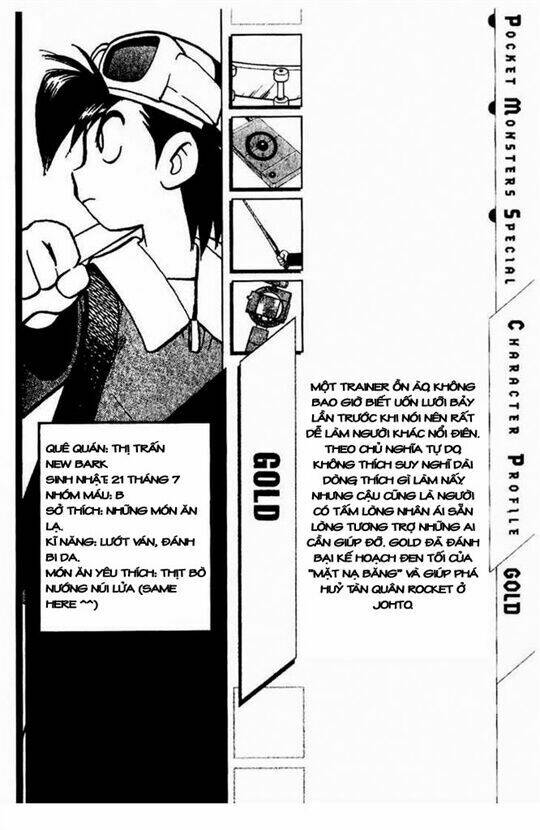 POCKET MONSTERS SPECIAL
CHARACTER PROFILE
GOLD
GOLD
MỘT TRAINER ỒN ÀO, KHÔNG
BAO GIỜ BIẾT UỐN LƯỠI BẢY
LẦN TRƯỚC KHI NÓI NÊN RẤT
DỄ LÀM NGƯỜI KHÁC NỔI ĐIÊN.
THEO CHỦ NGHĨA TỰ DO,
KHÔNG THÍCH SUY NGHĨ DÀI
DÒNG, THÍCH GÌ LÀM NẤY.
NHƯNG CẬU CŨNG LÀ NGƯỜI
CÓ TẤM LÒNG NHÂN ÁI SẴN
LÒNG TƯƠNG TRỢ NHỮNG AI
CẦN GIÚP ĐỠ. GOLD ĐÃ ĐÁNH
BẠI KẾ HOẠCH ĐEN TỐI CỦA
"MẶT NẠ BĂNG" VÀ GIÚP PHÁ
HUỶ TÀN QUÂN ROCKET Ở
JOHTO.
QUÊ QUÁN: THỊ TRẤN
NEW BARK
SINH NHẬT: 21 THÁNG 7
NHÓM MÁU: B
SỞ THÍCH: NHỮNG MÓN ĂN
LẠ.
KĨ NĂNG: LƯỚT VÁN, ĐÁNH
BI DA.
MÓN ĂN YÊU THÍCH: THỊT BÒ
NƯỚNG NÚI LỬA (SAME
HERE ^^)